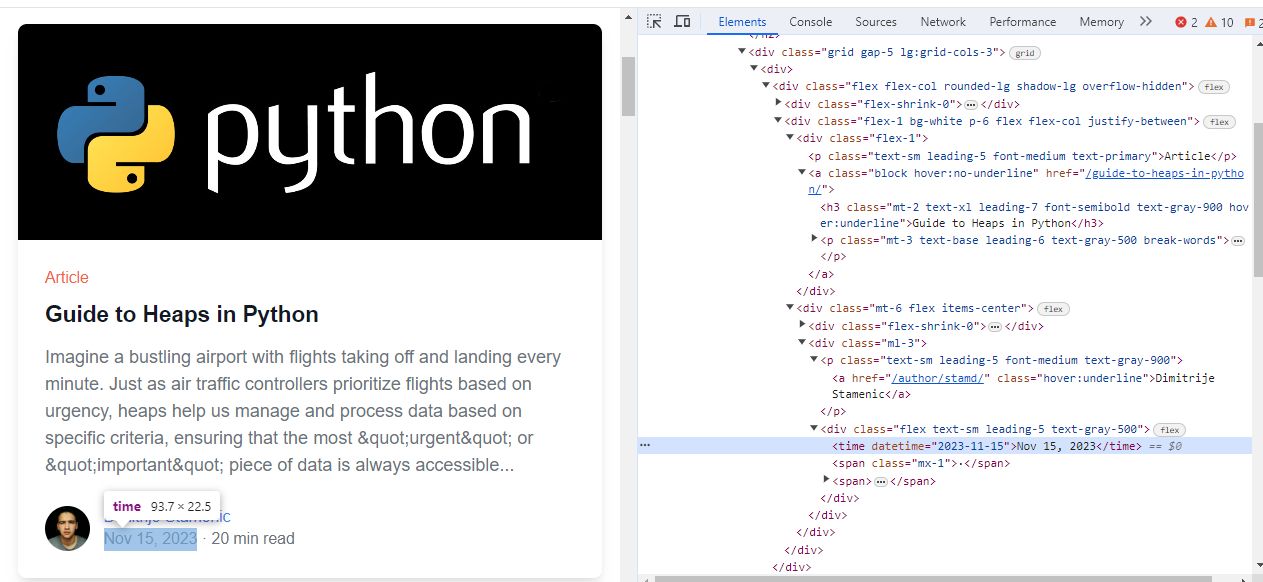 python
Article
Guide to Heaps in Python
Imagine a bustling airport with flights taking off and landing every
minute. Just as air traffic controllers prioritize flights based on
urgency, heaps help us manage and process data based on
specific criteria, ensuring that the most &quot;urgent&quot; or
&quot;important&quot; piece of data is always accessible...
time 93.7 × 22.5
Nov 15, 2023 · 20 min read
Elements Console Sources Network Performance Memory 2 10 2
</h2>
<div class="grid gap-5 lg:grid-cols-3"> grid
<div>
<div class="flex flex-col rounded-lg shadow-lg overflow-hidden"> flex
<div class="flex-shrink-0">…</div>
<div class="flex-1 bg-white p-6 flex flex-col justify-between"> flex
<div class="flex-1">
<p class="text-sm leading-5 font-medium text-primary">Article</p>
<a class="block hover:no-underline" href="/guide-to-heaps-in-pytho
n/">
<h3 class="mt-2 text-xl leading-7 font-semibold text-gray-900 hov
er:underline">Guide to Heaps in Python</h3>
<p class="mt-3 text-base leading-6 text-gray-500 break-words">…
</p>
</a>
</div>
<div class="mt-6 flex items-center"> flex
<div class="flex-shrink-0">…</div>
<div class="ml-3">
<p class="text-sm leading-5 font-medium text-gray-900">
<a href="/author/stamd/" class="hover:underline">Dimitrije
Stamenic</a>
</p>
<div class="flex text-sm leading-5 text-gray-500"> flex
<time datetime="2023-11-15">Nov 15, 2023</time> == $0
<span class="mx-1">·</span>
<span>…</span>
</div>
</div>
</div>
</div>
</div>